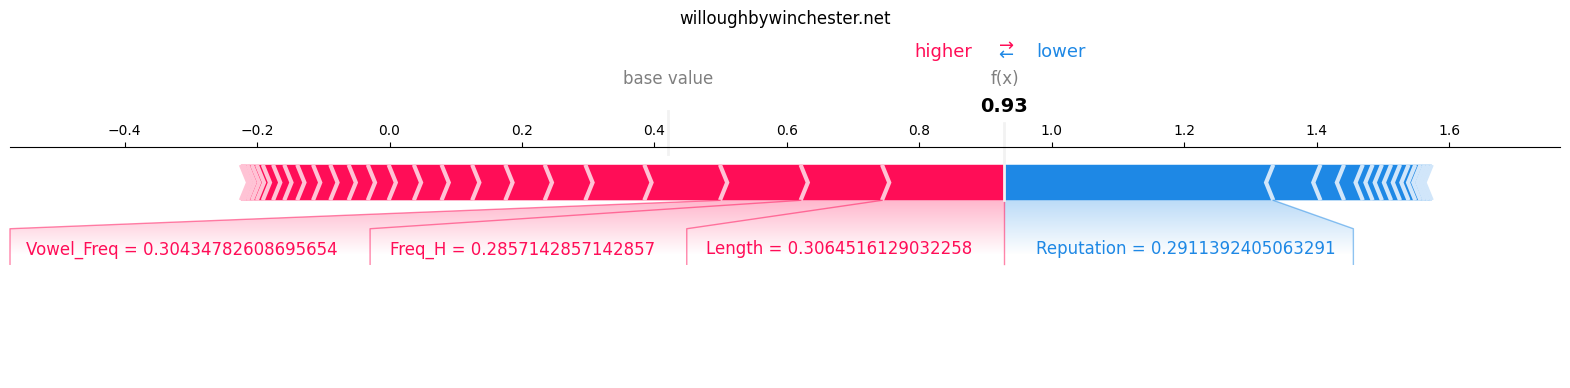 willoughbywinchester.net
higher ⇄ lower
base value f(x)
0.93
−0.4 −0.2 0.0 0.2 0.4 0.6 0.8 1.0 1.2 1.4 1.6
Vowel_Freq = 0.30434782608695654 Freq_H = 0.2857142857142857 Length = 0.3064516129032258 Reputation = 0.2911392405063291